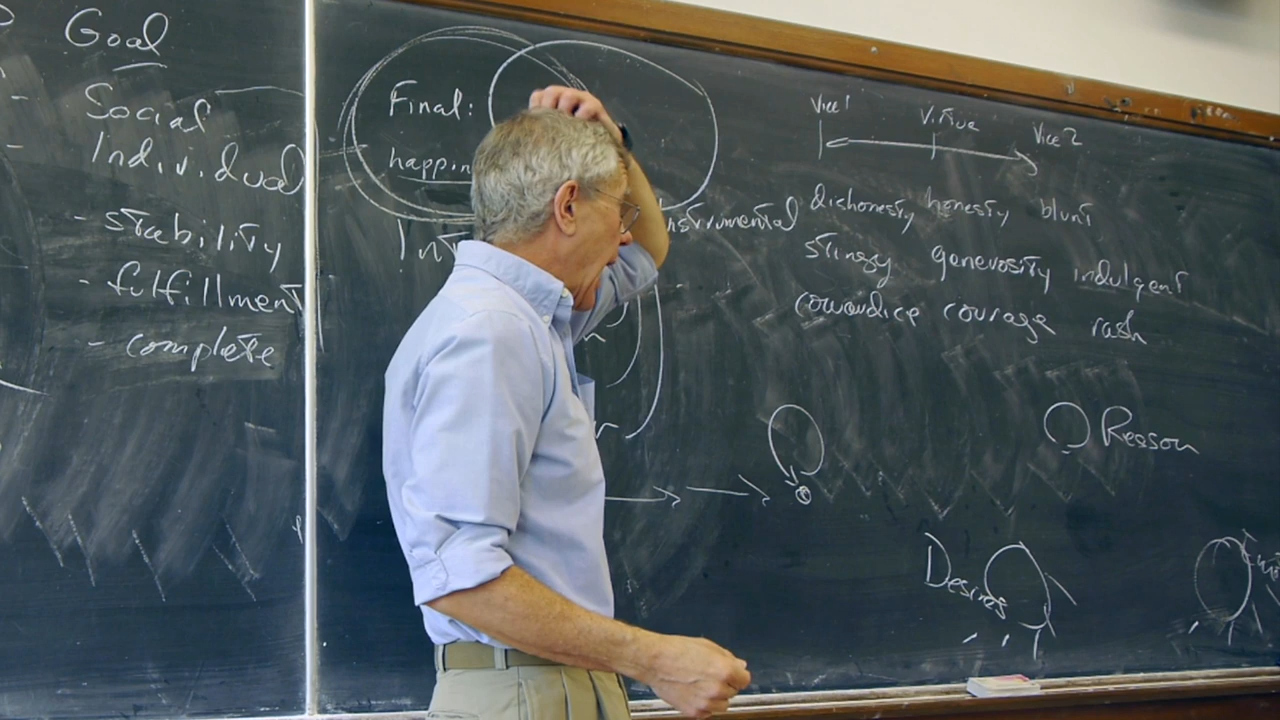 Goal
- Social
- Individual
- stability
- fulfillment
- complete
Final:
happin
Int
Instrumental
Vice 1 Virtue Vice 2
dishonesty honesty blunt
stingy generosity indulgent
cowardice courage rash
Reason
Desires